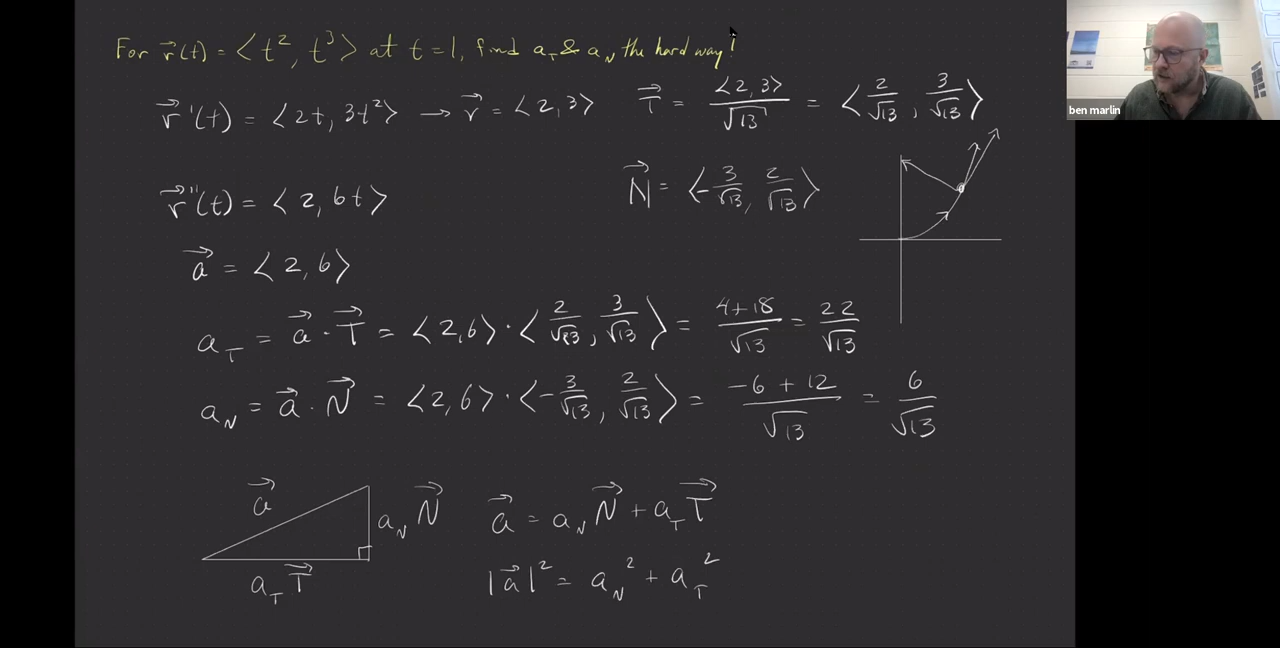 For r⃗(t) = ⟨t², t³⟩ at t=1, find a_T & a_N the hard way!
r⃗'(t) = ⟨2t, 3t²⟩ → r⃗ = ⟨2,3⟩ T⃗ = ⟨2,3⟩/√13 = ⟨2/√13, 3/√13⟩
r⃗''(t) = ⟨2, 6t⟩ N⃗ = ⟨-3/√13, 2/√13⟩
a⃗ = ⟨2,6⟩
a_T = a⃗ · T⃗ = ⟨2,6⟩ · ⟨2/√13, 3/√13⟩ = (4+18)/√13 = 22/√13
a_N = a⃗ · N⃗ = ⟨2,6⟩ · ⟨-3/√13, 2/√13⟩ = (-6 + 12)/√13 = 6/√13
a⃗ a_N N⃗ a⃗ = a_N N⃗ + a_T T⃗
a_T T⃗ |a⃗|² = a_N² + a_T²
ben marlin